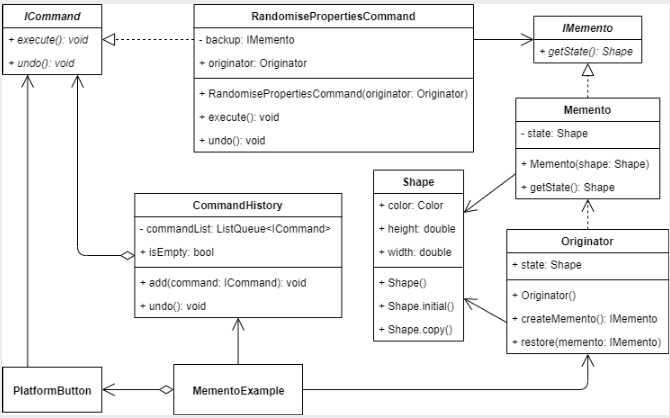 ICommand
+ execute(): void
+ undo(): void
RandomisePropertiesCommand
- backup: IMemento
+ originator: Originator
+ RandomisePropertiesCommand(originator: Originator)
+ execute(): void
+ undo(): void
IMemento
+ getState(): Shape
Memento
- state: Shape
+ Memento(shape: Shape)
+ getState(): Shape
Shape
+ color: Color
+ height: double
+ width: double
+ Shape()
+ Shape.initial()
+ Shape.copy()
CommandHistory
- commandList: ListQueue<ICommand>
+ isEmpty: bool
+ add(command: ICommand): void
+ undo(): void
Originator
+ state: Shape
+ Originator()
+ createMemento(): IMemento
+ restore(memento: IMemento)
PlatformButton
MementoExample